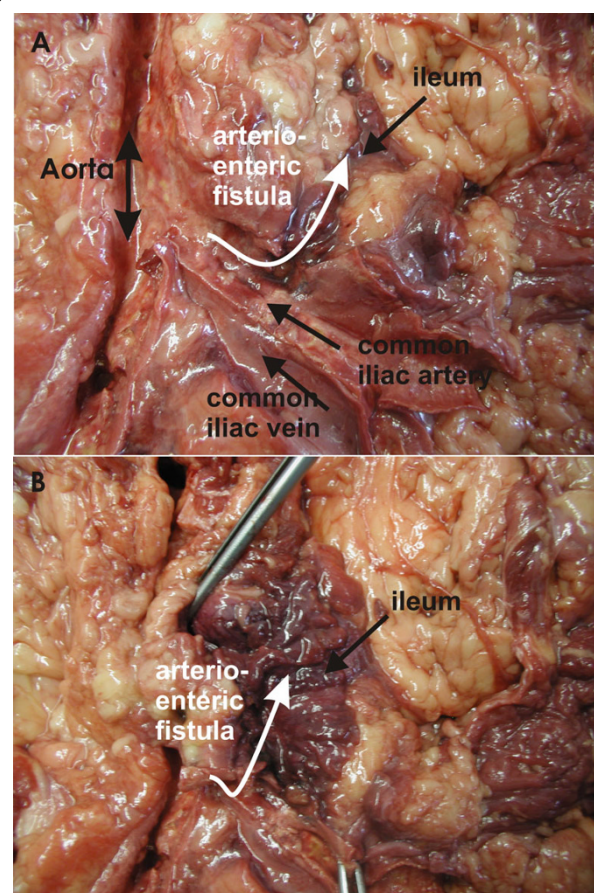 A
ileum
arterio-
enteric
fistula
Aorta
common
iliac artery
common
iliac vein
B
ileum
arterio-
enteric
fistula